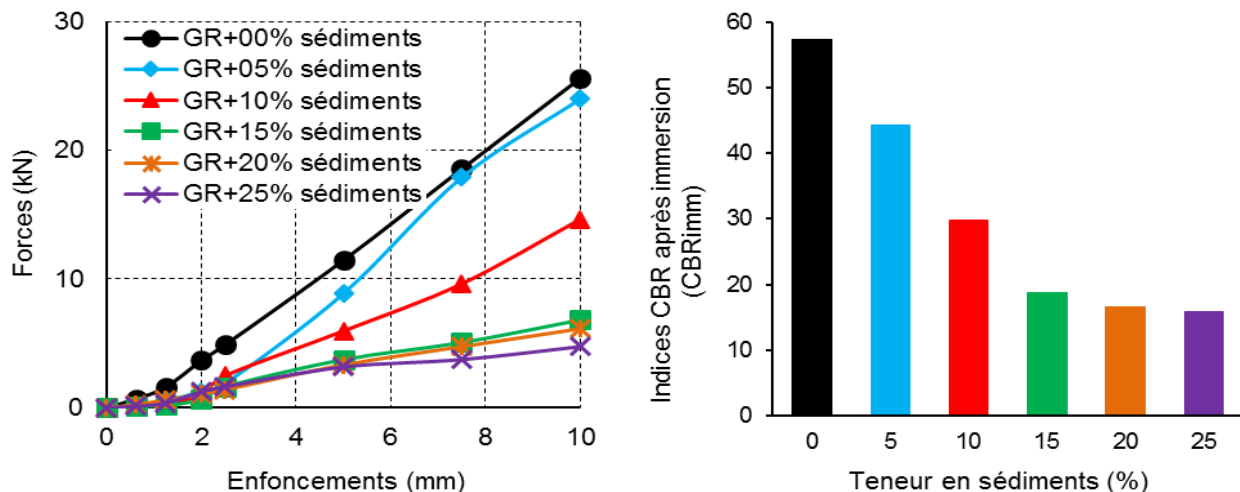 30
20
10
0
Forces (kN)
GR+00% sédiments
GR+05% sédiments
GR+10% sédiments
GR+15% sédiments
GR+20% sédiments
GR+25% sédiments
0 2 4 6 8 10
Enfoncements (mm)
60
50
40
30
20
10
0
Indices CBR après immersion
(CBRimm)
0 5 10 15 20 25
Teneur en sédiments (%)